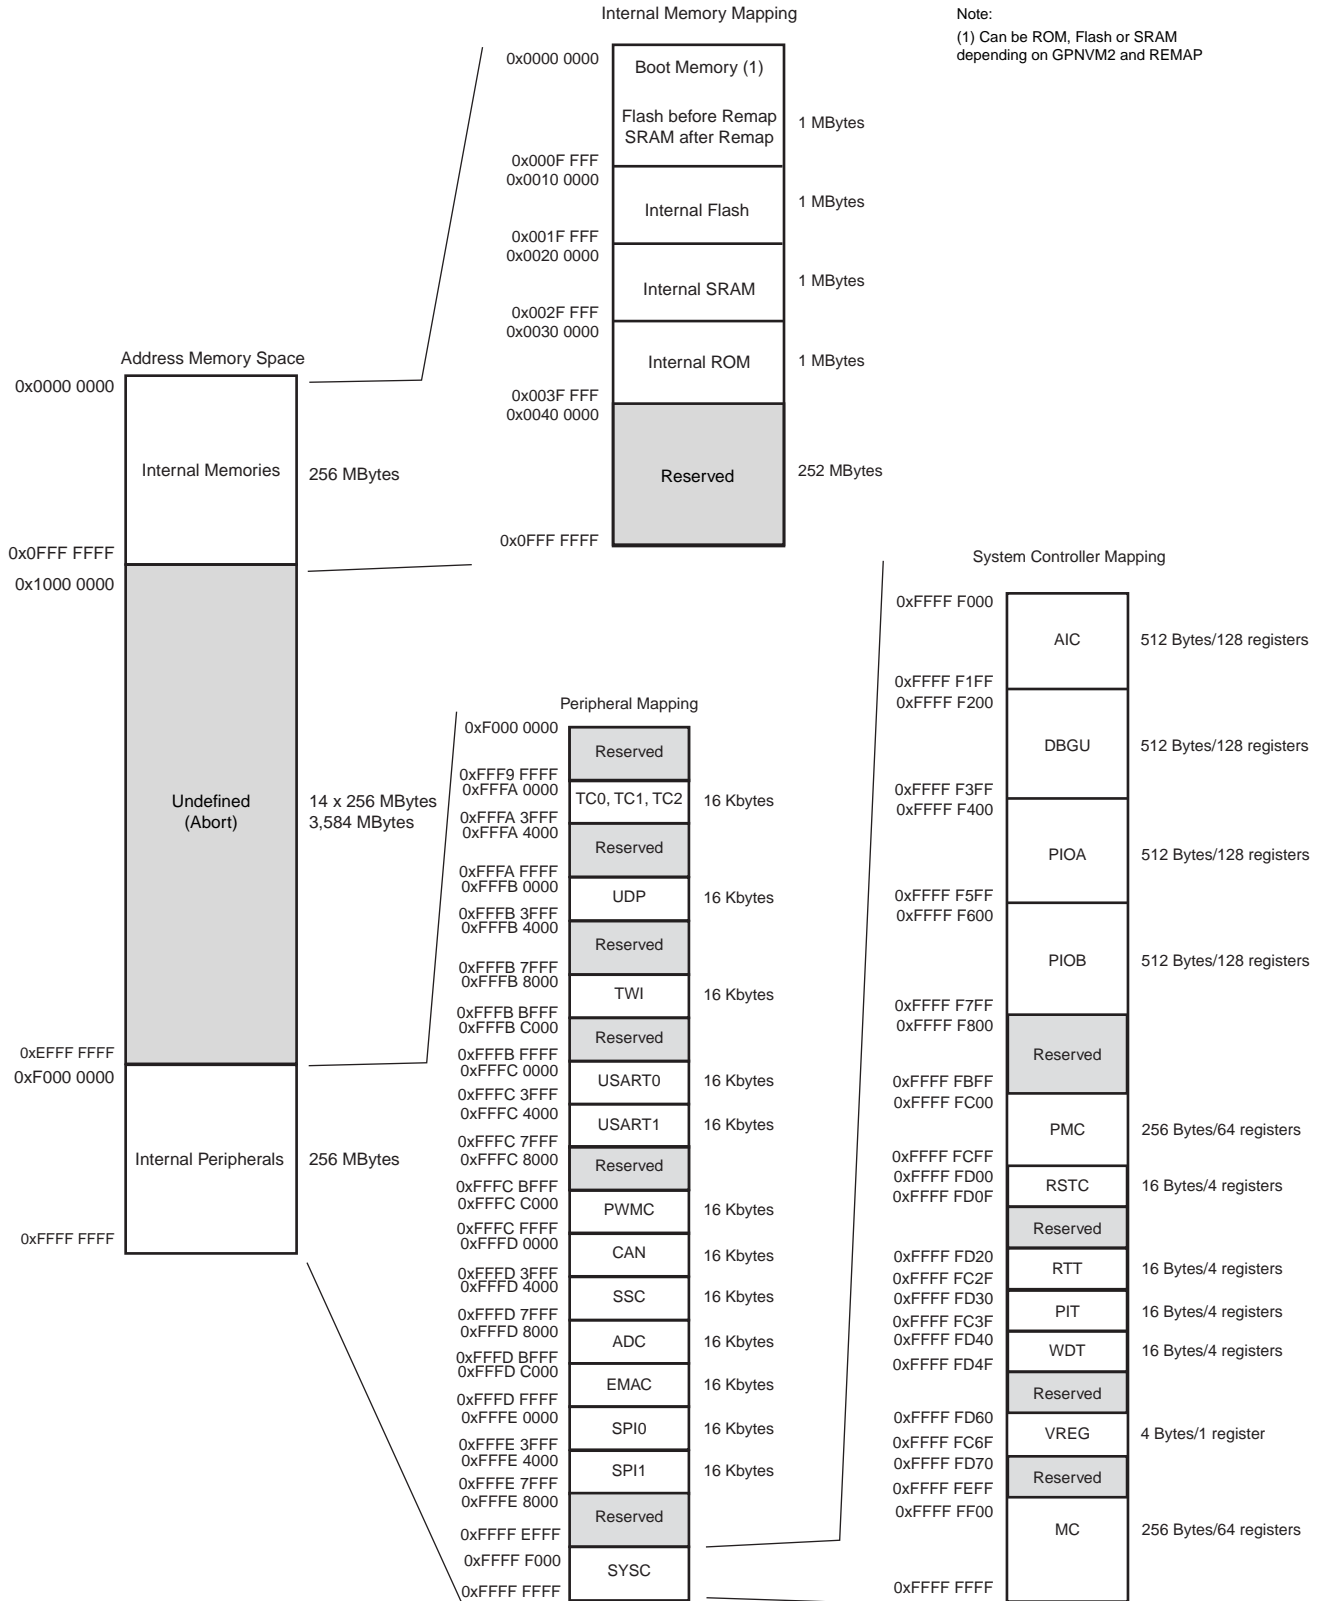 Internal Memory Mapping
Note:
(1) Can be ROM, Flash or SRAM
depending on GPNVM2 and REMAP
0x0000 0000
Boot Memory (1)
Flash before Remap
SRAM after Remap
1 MBytes
0x000F FFF
0x0010 0000
Internal Flash
1 MBytes
0x001F FFF
0x0020 0000
Internal SRAM
1 MBytes
0x002F FFF
0x0030 0000
Internal ROM
1 MBytes
0x003F FFF
0x0040 0000
Reserved
252 MBytes
0x0FFF FFFF
Address Memory Space
0x0000 0000
Internal Memories
256 MBytes
0x0FFF FFFF
0x1000 0000
Undefined
(Abort)
14 x 256 MBytes
3,584 MBytes
0xEFFF FFFF
0xF000 0000
Internal Peripherals
256 MBytes
0xFFFF FFFF
Peripheral Mapping
0xF000 0000
Reserved
0xFFF9 FFFF
0xFFFA 0000
TC0, TC1, TC2
16 Kbytes
0xFFFA 3FFF
0xFFFA 4000
Reserved
0xFFFA FFFF
0xFFFB 0000
UDP
16 Kbytes
0xFFFB 3FFF
0xFFFB 4000
Reserved
0xFFFB 7FFF
0xFFFB 8000
TWI
16 Kbytes
0xFFFB BFFF
0xFFFB C000
Reserved
0xFFFB FFFF
0xFFFC 0000
USART0
16 Kbytes
0xFFFC 3FFF
0xFFFC 4000
USART1
16 Kbytes
0xFFFC 7FFF
0xFFFC 8000
Reserved
0xFFFC BFFF
0xFFFC C000
PWMC
16 Kbytes
0xFFFC FFFF
0xFFFD 0000
CAN
16 Kbytes
0xFFFD 3FFF
0xFFFD 4000
SSC
16 Kbytes
0xFFFD 7FFF
0xFFFD 8000
ADC
16 Kbytes
0xFFFD BFFF
0xFFFD C000
EMAC
16 Kbytes
0xFFFD FFFF
0xFFFE 0000
SPI0
16 Kbytes
0xFFFE 3FFF
0xFFFE 4000
SPI1
16 Kbytes
0xFFFE 7FFF
0xFFFE 8000
Reserved
0xFFFF EFFF
0xFFFF F000
SYSC
0xFFFF FFFF
System Controller Mapping
0xFFFF F000
AIC
512 Bytes/128 registers
0xFFFF F1FF
0xFFFF F200
DBGU
512 Bytes/128 registers
0xFFFF F3FF
0xFFFF F400
PIOA
512 Bytes/128 registers
0xFFFF F5FF
0xFFFF F600
PIOB
512 Bytes/128 registers
0xFFFF F7FF
0xFFFF F800
Reserved
0xFFFF FBFF
0xFFFF FC00
PMC
256 Bytes/64 registers
0xFFFF FCFF
0xFFFF FD00
RSTC
16 Bytes/4 registers
0xFFFF FD0F
Reserved
0xFFFF FD20
RTT
16 Bytes/4 registers
0xFFFF FC2F
0xFFFF FD30
PIT
16 Bytes/4 registers
0xFFFF FC3F
0xFFFF FD40
WDT
16 Bytes/4 registers
0xFFFF FD4F
Reserved
0xFFFF FD60
VREG
4 Bytes/1 register
0xFFFF FC6F
0xFFFF FD70
Reserved
0xFFFF FEFF
0xFFFF FF00
MC
256 Bytes/64 registers
0xFFFF FFFF